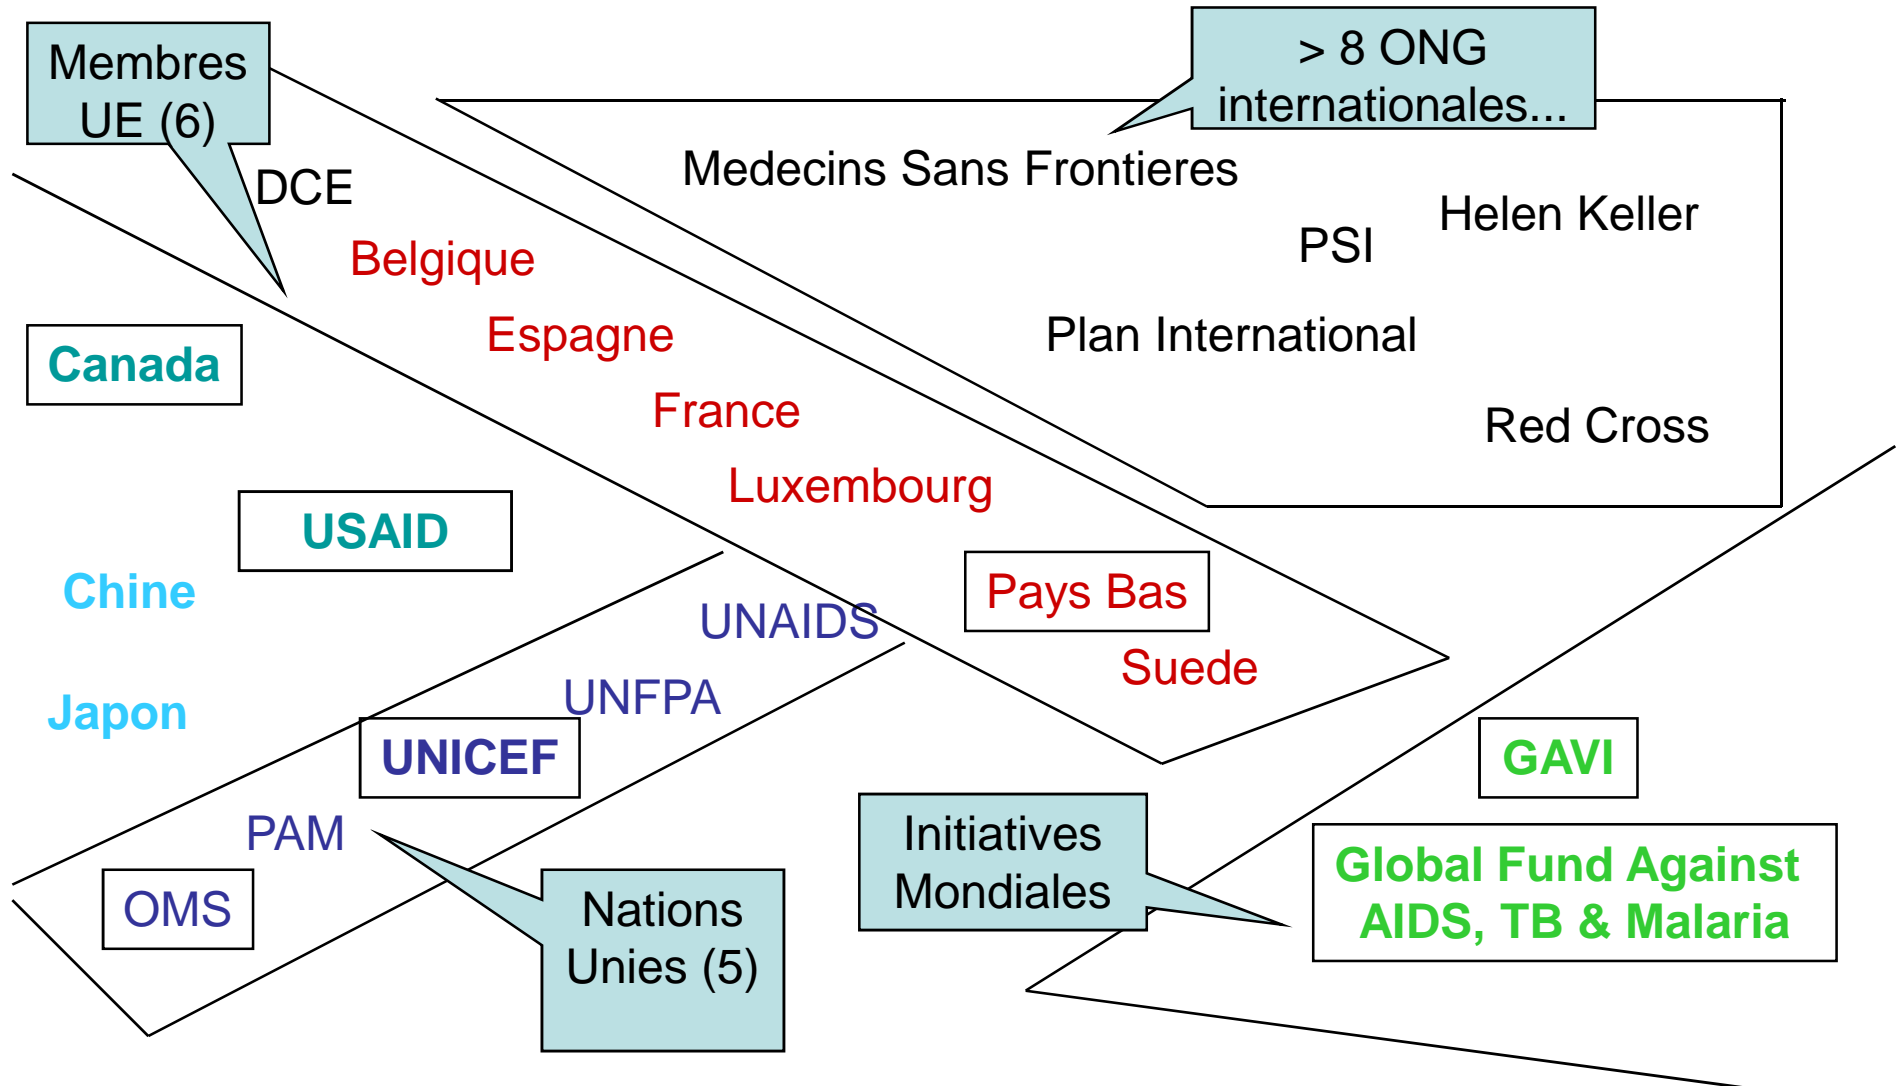 Membres
UE (6)
> 8 ONG
internationales...
DCE
Medecins Sans Frontieres
Helen Keller
PSI
Belgique
Espagne
Plan International
Canada
France
Red Cross
Luxembourg
USAID
Chine
Pays Bas
UNAIDS
Suede
UNFPA
Japon
UNICEF
GAVI
PAM
Initiatives
Mondiales
Global Fund Against
AIDS, TB & Malaria
OMS
Nations
Unies (5)